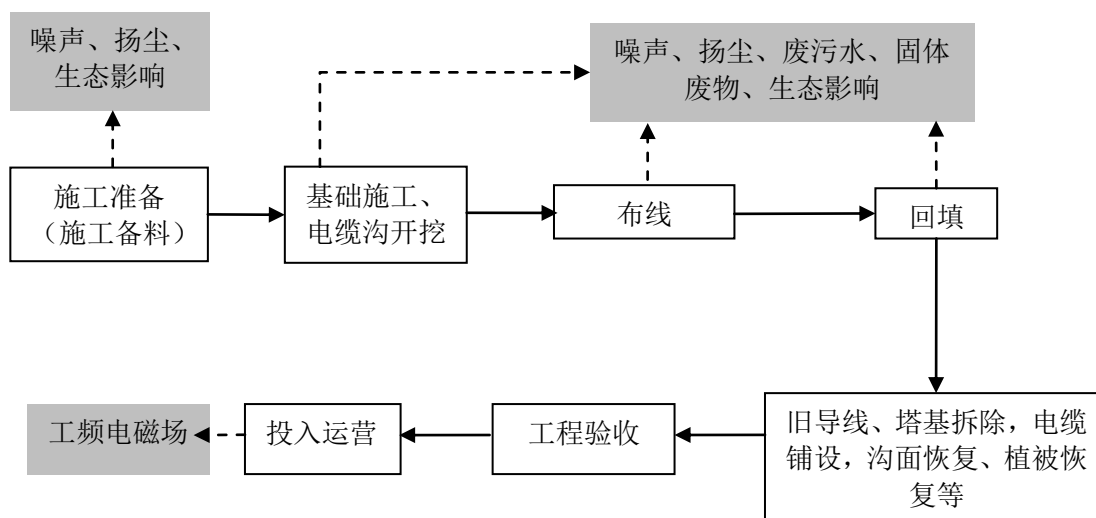 噪声、扬尘、
生态影响
噪声、扬尘、废污水、固体
废物、生态影响
施工准备
（施工备料）
基础施工、
电缆沟开挖
布线
回填
工频电磁场
投入运营
工程验收
旧导线、塔基拆除，电缆
铺设，沟面恢复、植被恢
复等